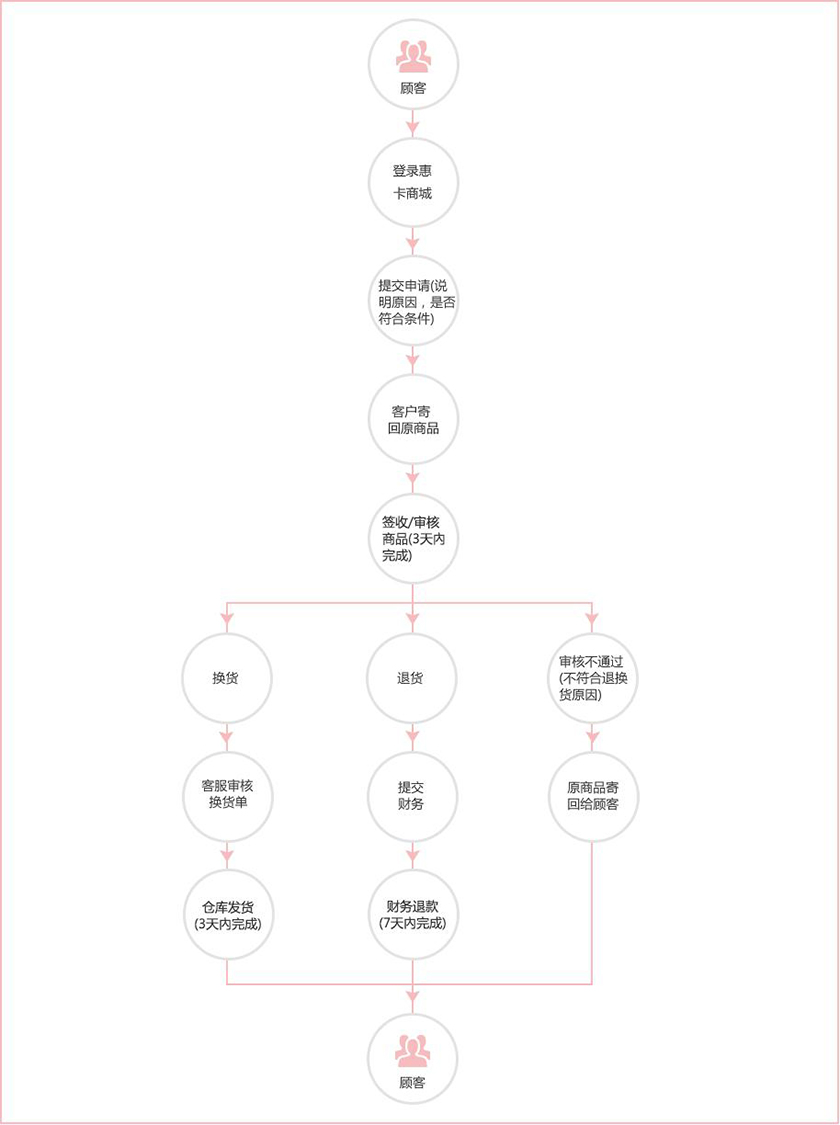 顾客
登录惠
卡商城
提交申请(说
明原因，是否
符合条件)
客户寄
回原商品
签收/审核
商品(3天内
完成)
换货
退货
审核不通过
(不符合退换
货原因)
客服审核
换货单
提交
财务
原商品寄
回给顾客
仓库发货
(3天内完成)
财务退款
(7天内完成)
顾客